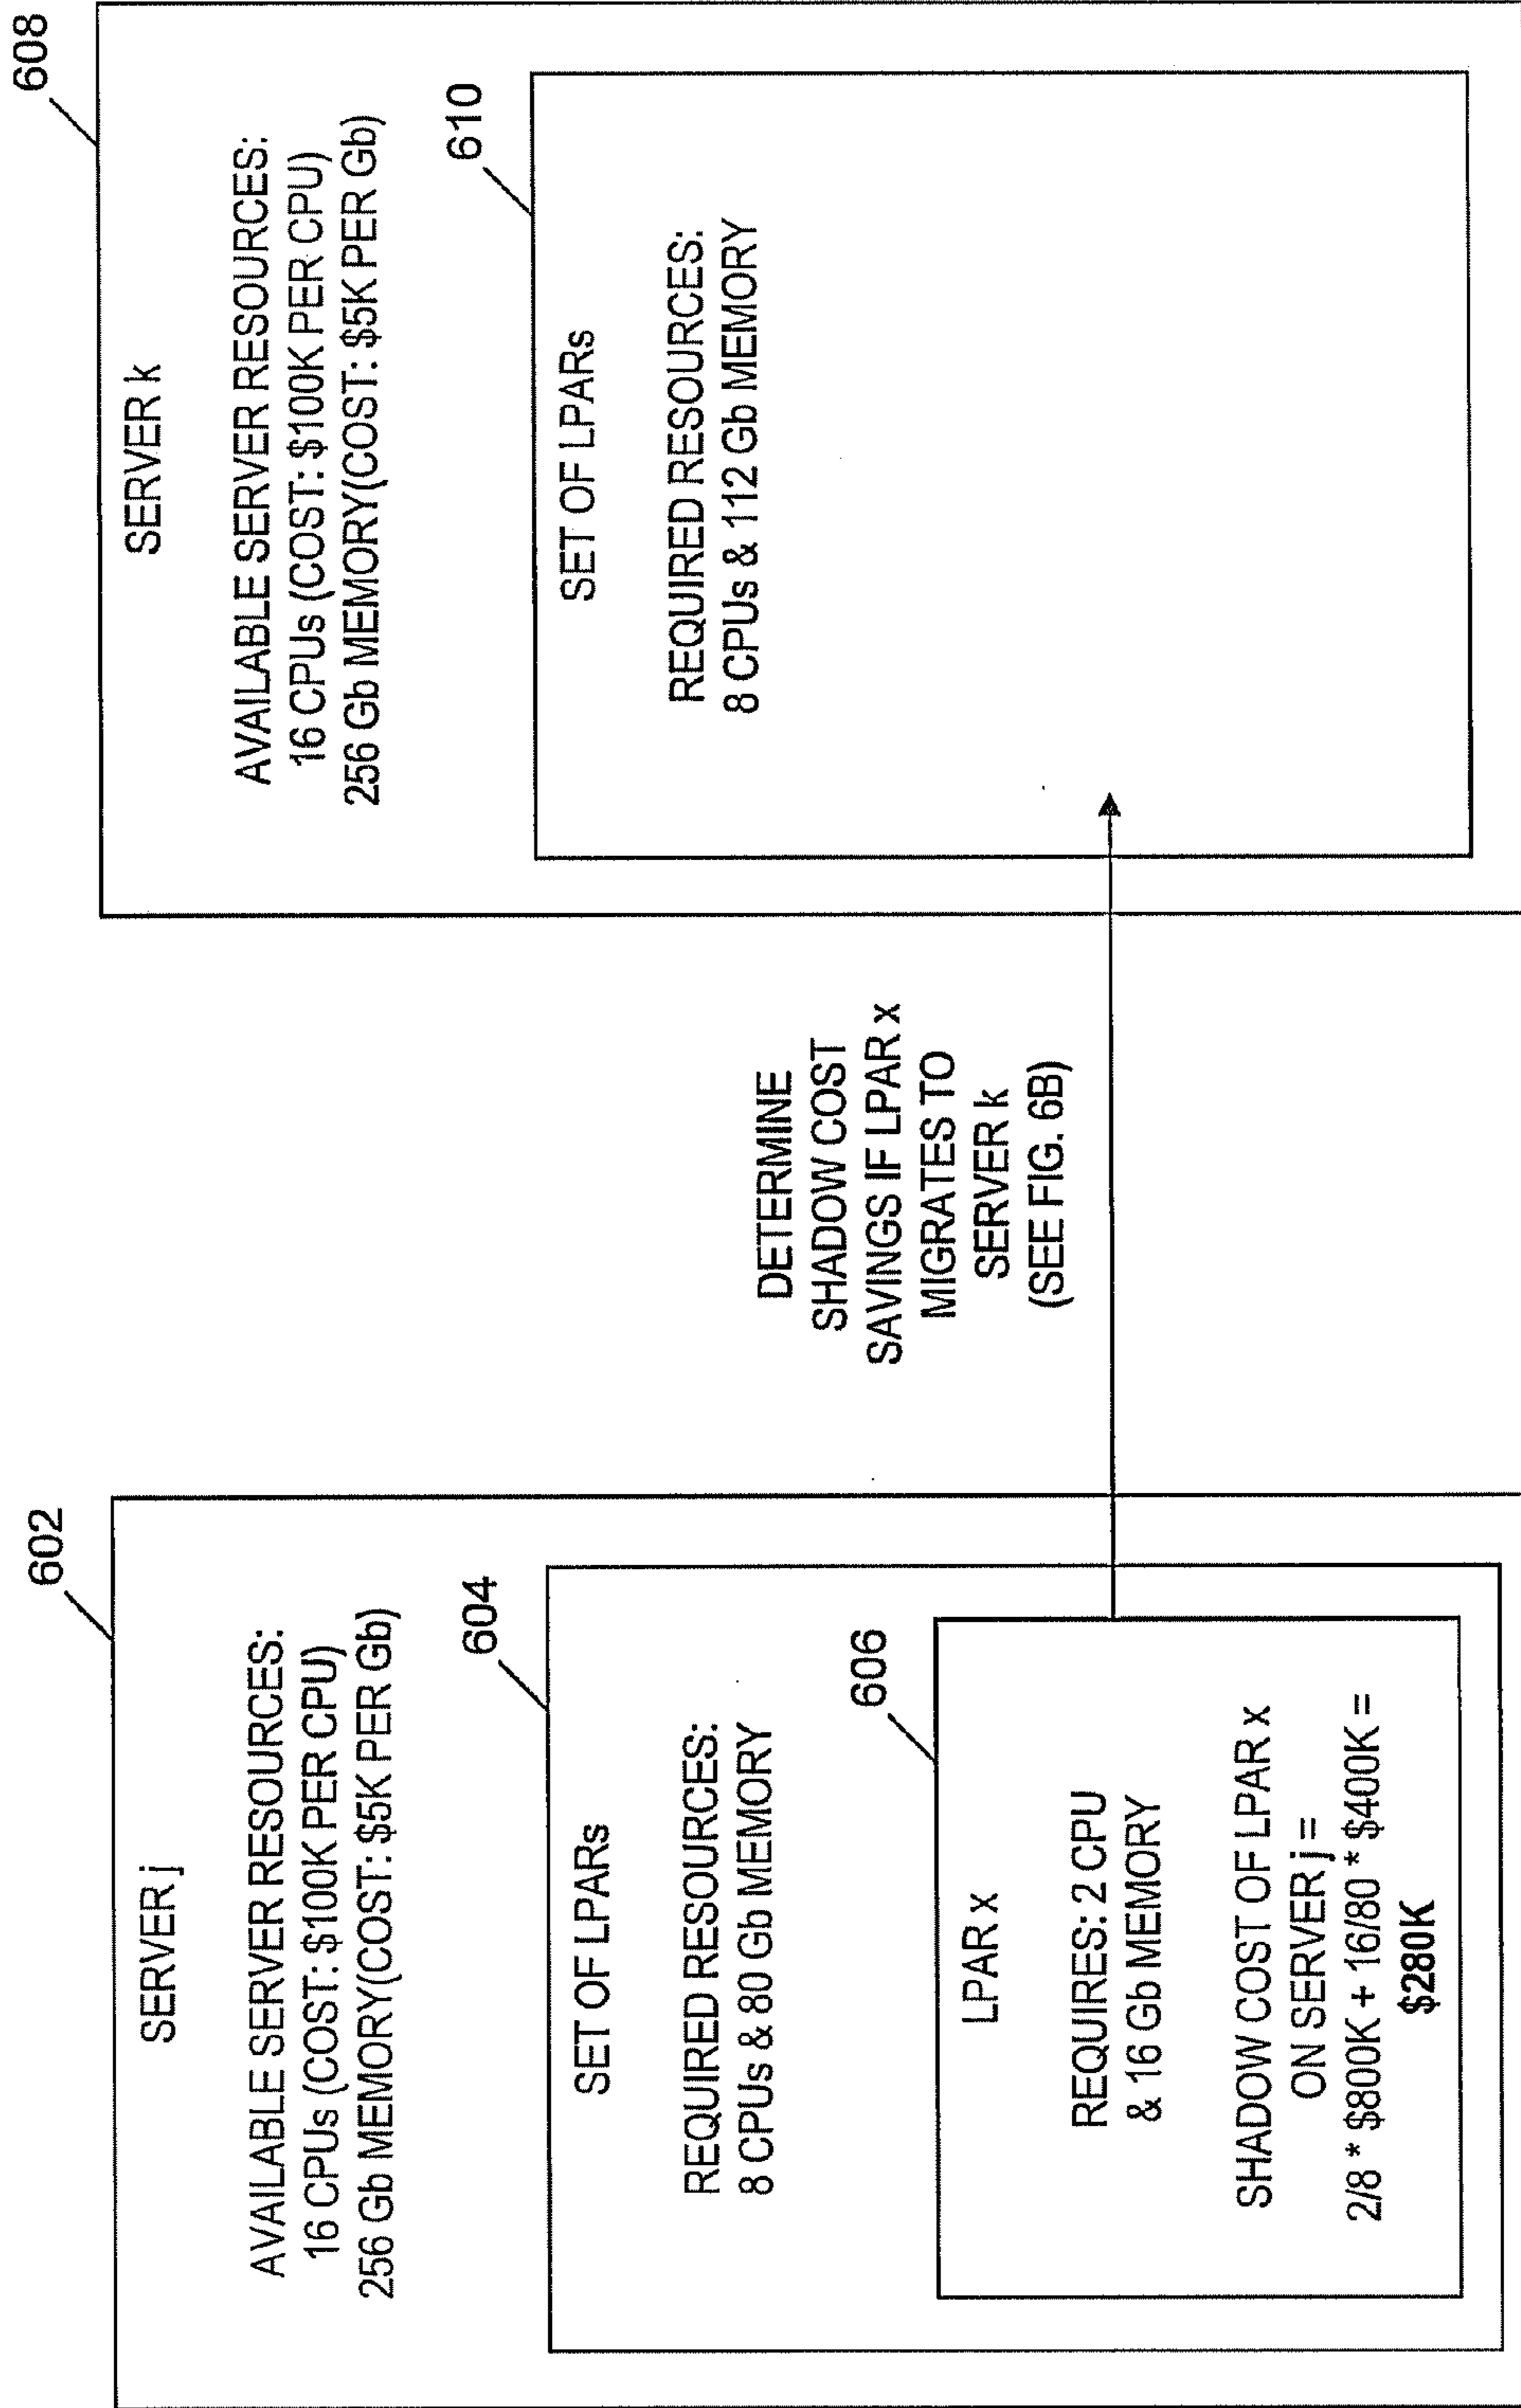 602
SERVER j
AVAILABLE SERVER RESOURCES:
16 CPUs (COST: $100K PER CPU)
256 Gb MEMORY(COST: $5K PER Gb)
604
SET OF LPARs
REQUIRED RESOURCES:
8 CPUs & 80 Gb MEMORY
606
LPAR x
REQUIRES: 2 CPU
& 16 Gb MEMORY
SHADOW COST OF LPAR x
ON SERVER j =
2/8 * $800K + 16/80 * $400K =
$280K
DETERMINE
SHADOW COST
SAVINGS IF LPAR x
MIGRATES TO
SERVER k
(SEE FIG. 6B)
608
SERVER k
AVAILABLE SERVER RESOURCES:
16 CPUs (COST: $100K PER CPU)
256 Gb MEMORY(COST: $5K PER Gb)
610
SET OF LPARs
REQUIRED RESOURCES:
8 CPUs & 112 Gb MEMORY